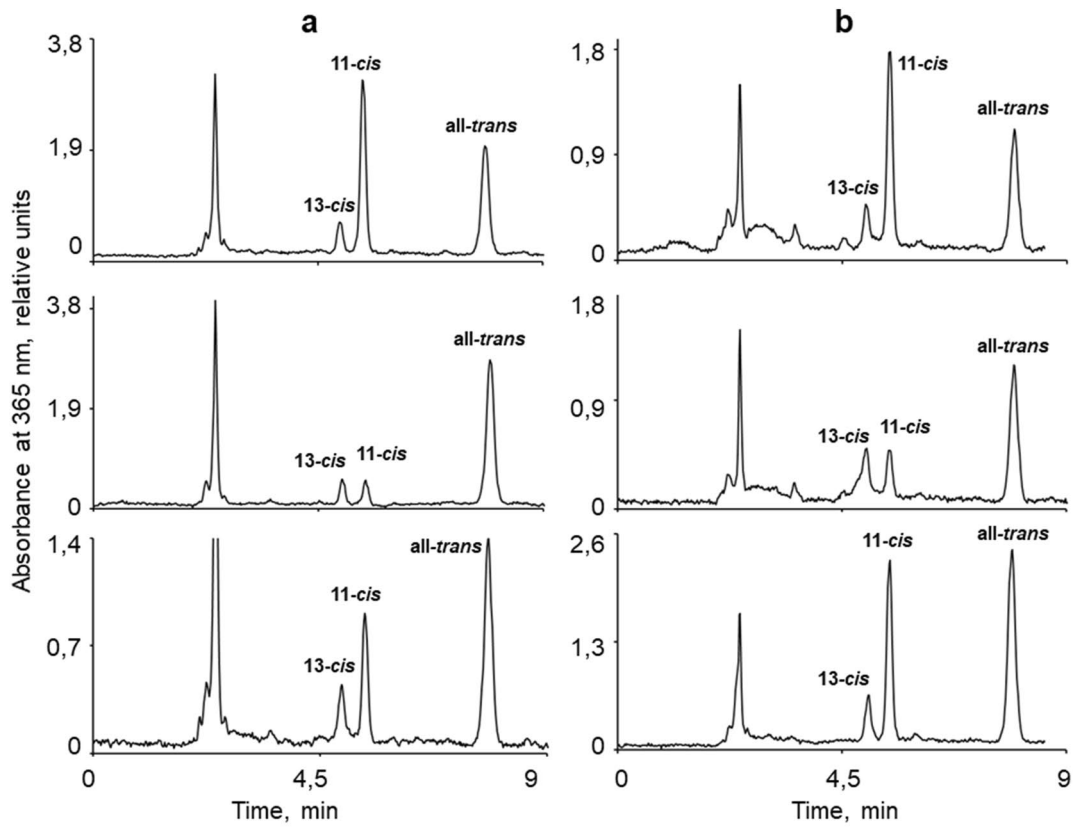 a
b
Absorbance at 365 nm, relative units
3,8
1,9
0
13-cis
11-cis
all-trans
1,8
0,9
0
13-cis
11-cis
all-trans
3,8
1,9
0
13-cis
11-cis
all-trans
1,8
0,9
0
13-cis
11-cis
all-trans
1,4
0,7
0
13-cis
11-cis
all-trans
0
4,5
9
Time, min
2,6
1,3
0
13-cis
11-cis
all-trans
0
4,5
9
Time, min